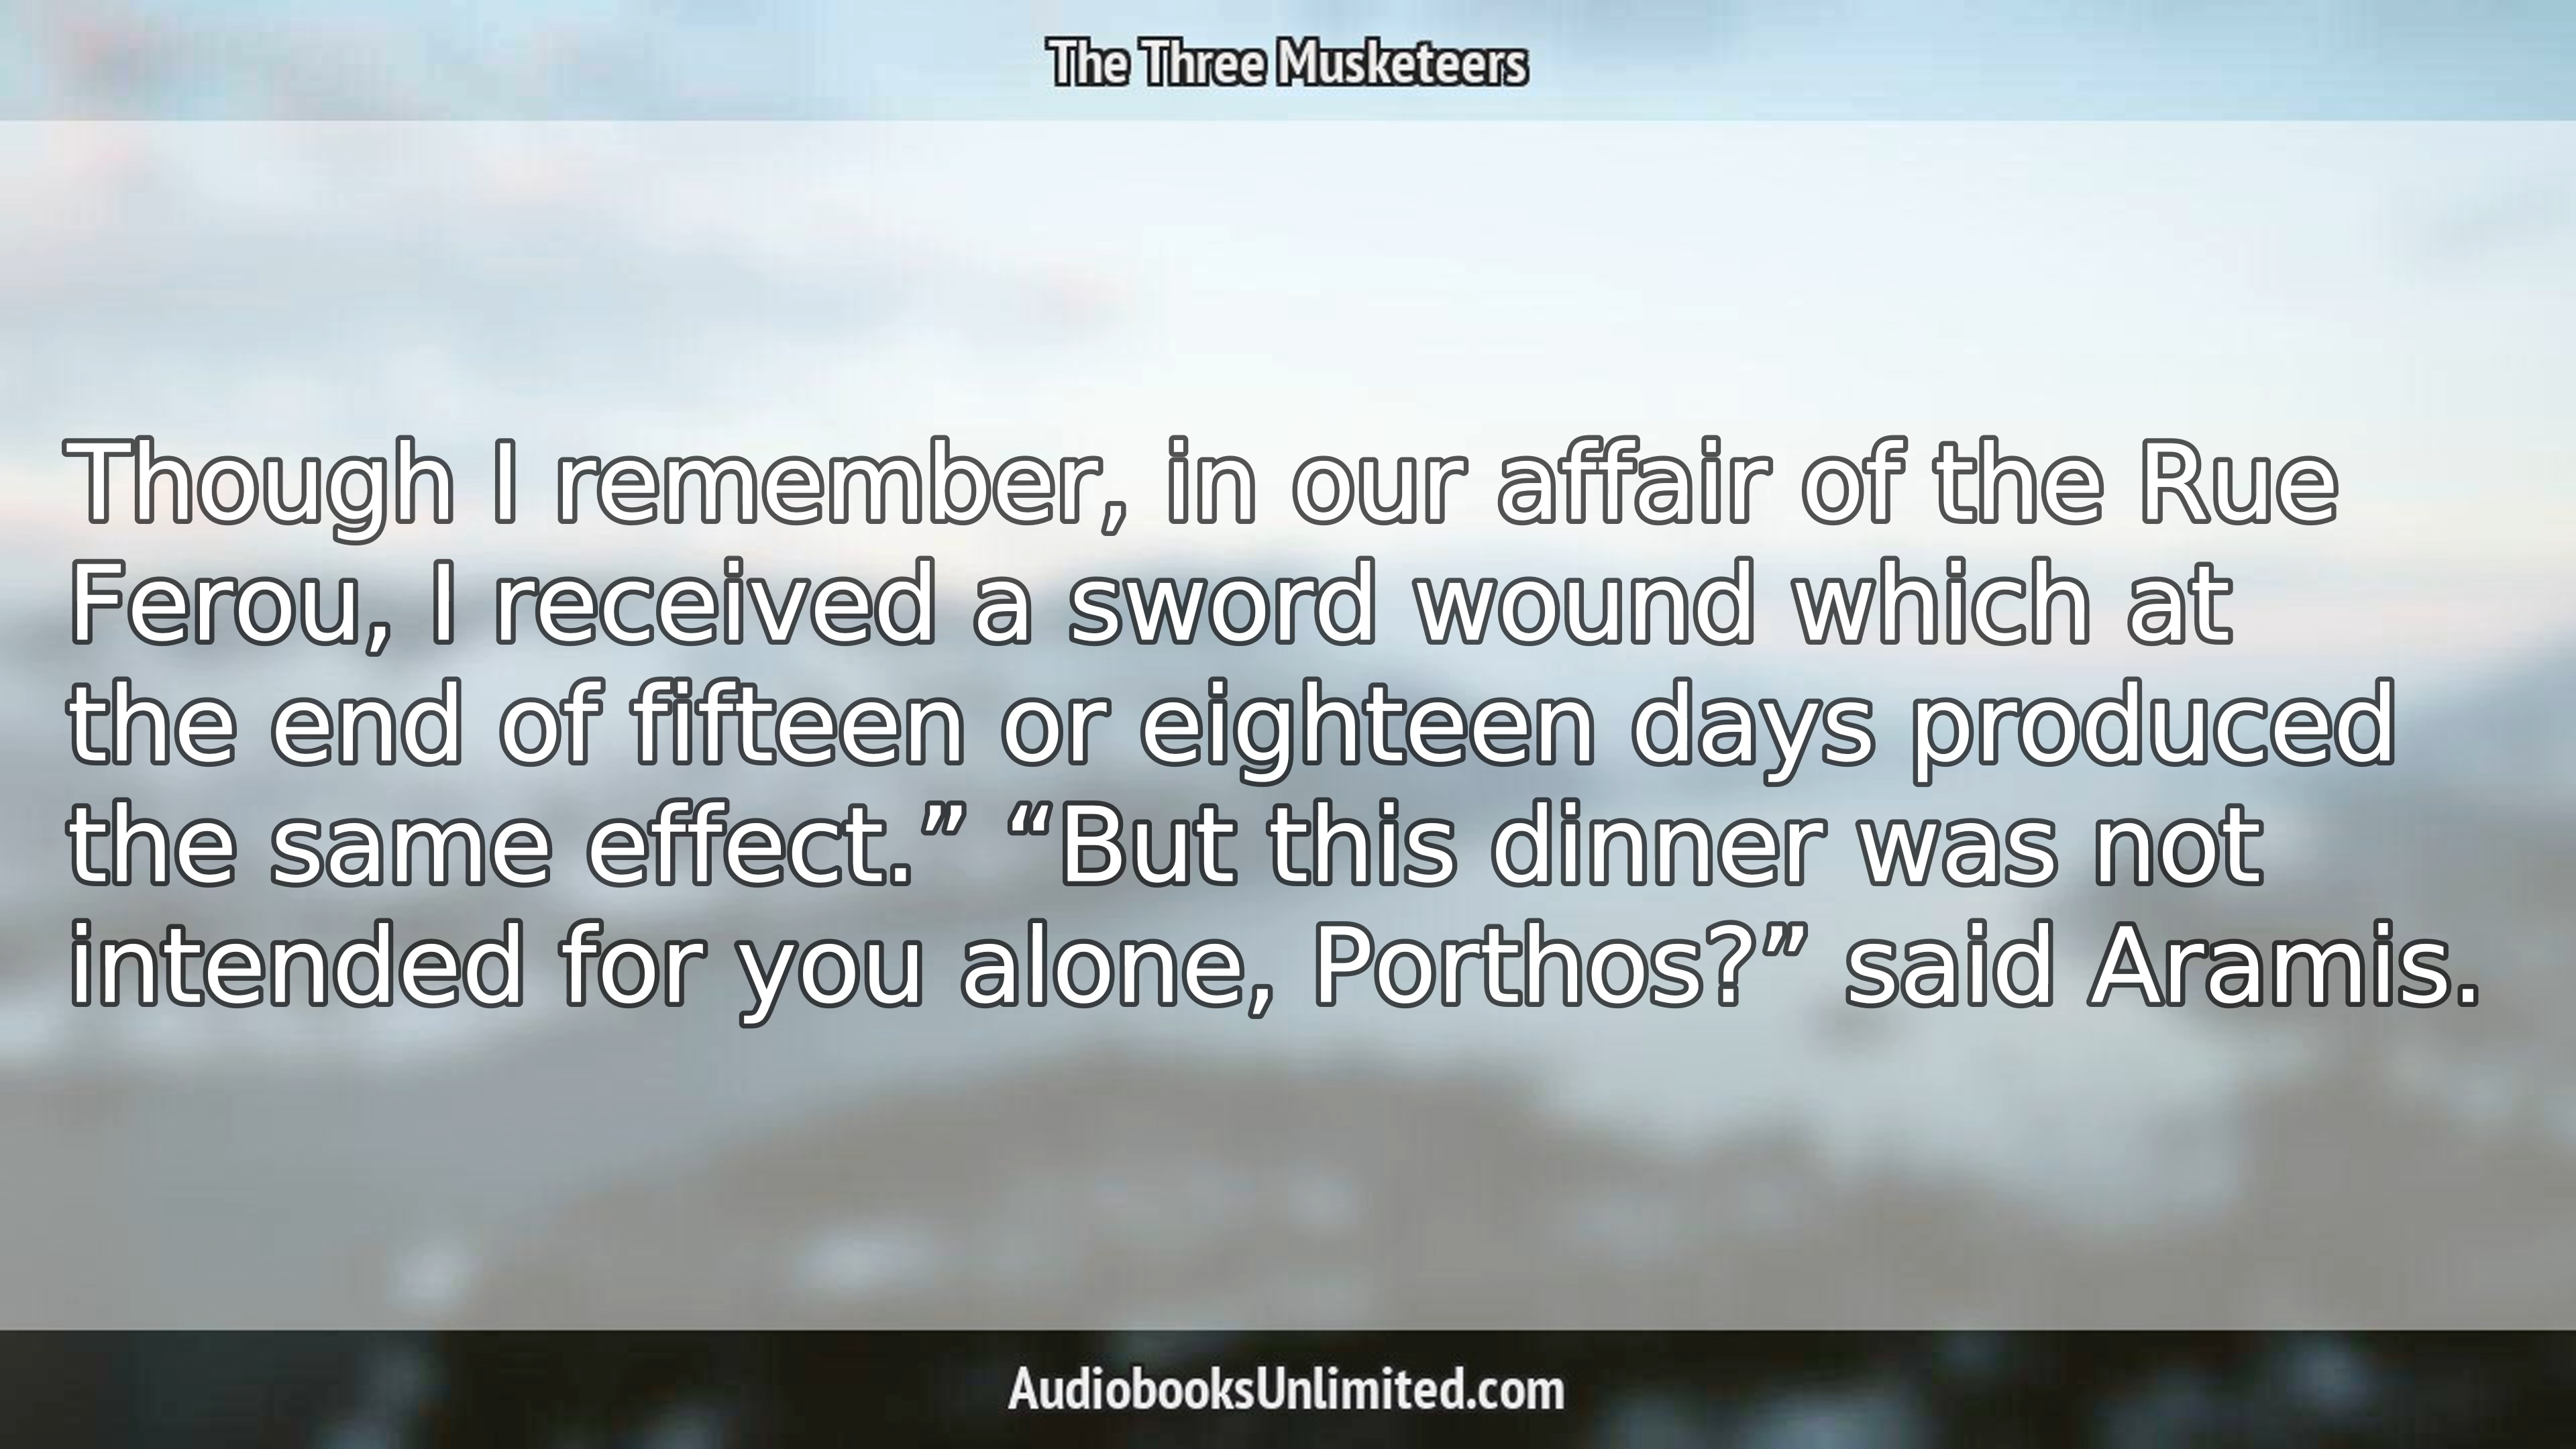 The Three Musketeers
Though I remember, in our affair of the Rue
Ferou, I received a sword wound which at
the end of fifteen or eighteen days produced
the same effect.” “But this dinner was not
intended for you alone, Porthos?” said Aramis.
AudiobooksUnlimited.com